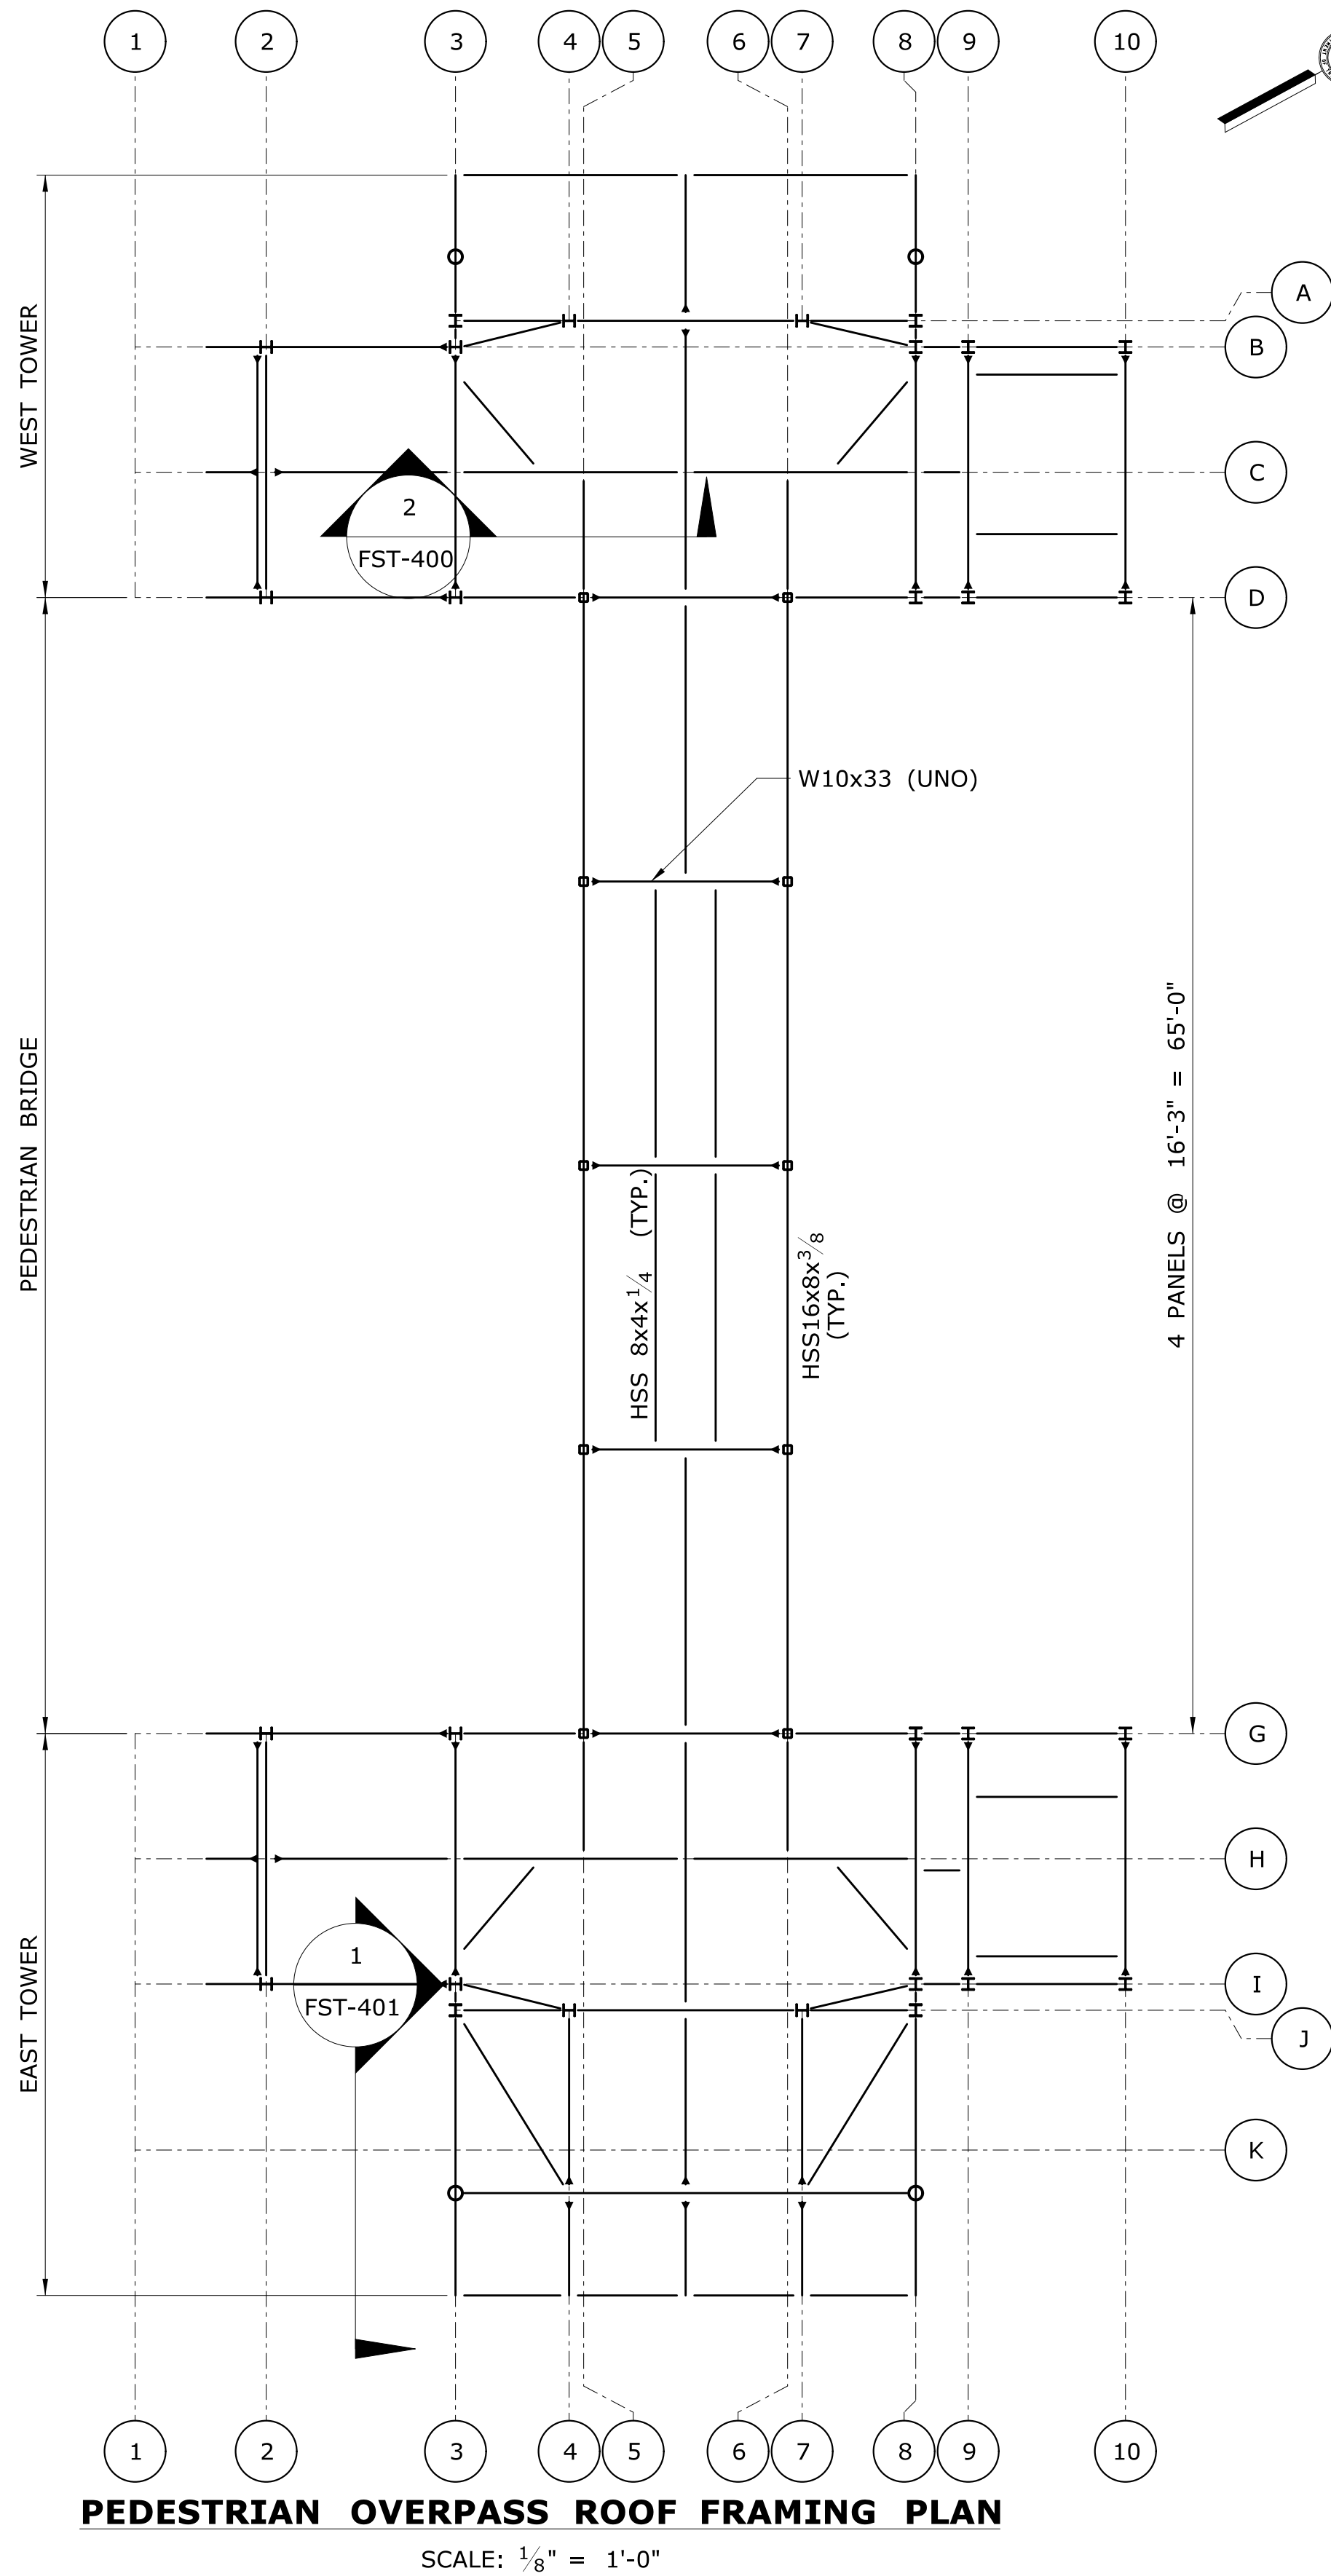 1 2 3 4 5 6 7 8 9 10
A
B
WEST TOWER
C
2
FST-400
D
W10x33 (UNO)
PEDESTRIAN BRIDGE
4 PANELS @ 16'-3" = 65'-0"
HSS 8x4x1/4 (TYP.)
HSS16x8x3/8
(TYP.)
G
H
EAST TOWER
1
FST-401
I
J
K
1 2 3 4 5 6 7 8 9 10
PEDESTRIAN OVERPASS ROOF FRAMING PLAN
SCALE: 1/8" = 1'-0"